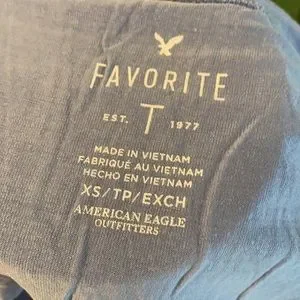 FAVORITE
EST. T 1977
MADE IN VIETNAM
FABRIQUÉ AU VIETNAM
HECHO EN VIETNAM
XS/TP/EXCH
AMERICAN EAGLE
OUTFITTERS